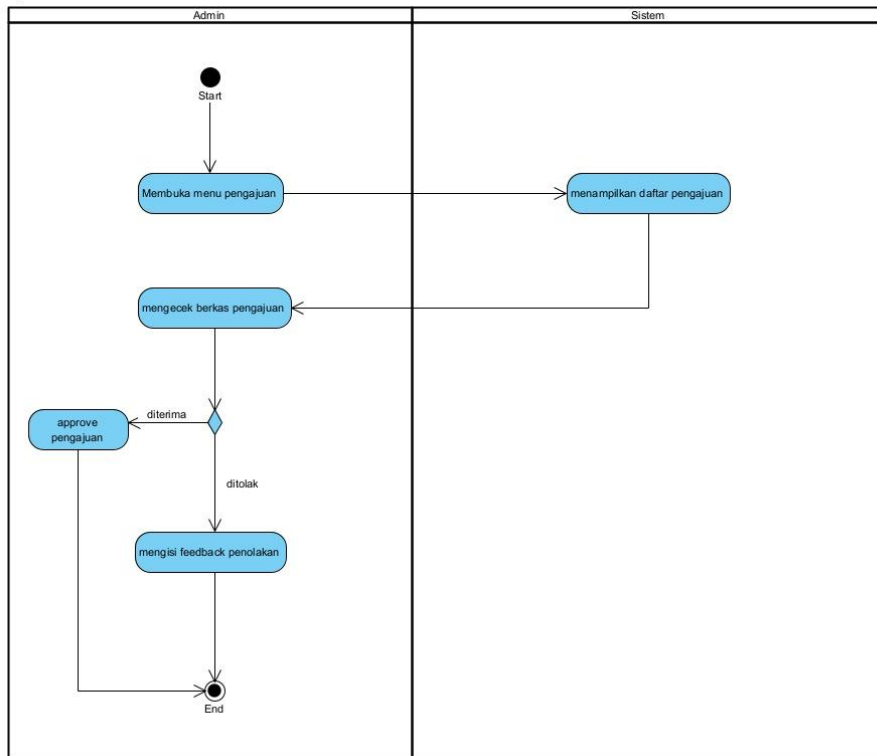 Admin
Sistem
Start
Membuka menu pengajuan
menampilkan daftar pengajuan
mengecek berkas pengajuan
diterima
approve
pengajuan
ditolak
mengisi feedback penolakan
End